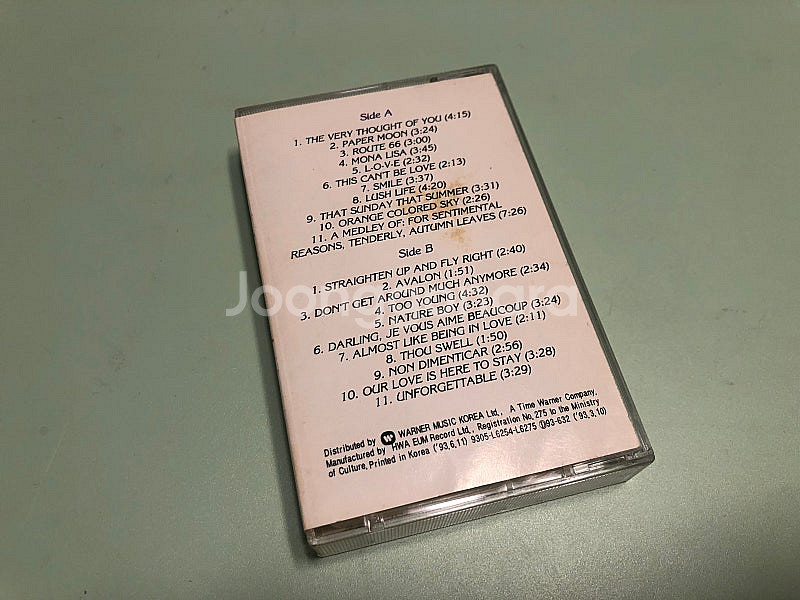 Side A
1. THE VERY THOUGHT OF YOU (4:15)
2. PAPER MOON (3:24)
3. ROUTE 66 (3:00)
4. MONA LISA (3:45)
5. L-O-V-E (2:32)
6. THIS CAN'T BE LOVE (2:13)
7. SMILE (3:37)
8. LUSH LIFE (4:20)
9. THAT SUNDAY THAT SUMMER (3:31)
10. ORANGE COLORED SKY (2:26)
11. A MEDLEY OF: FOR SENTIMENTAL
REASONS, TENDERLY, AUTUMN LEAVES (7:26)
Side B
1. STRAIGHTEN UP AND FLY RIGHT (2:40)
2. AVALON (1:51)
3. DON'T GET AROUND MUCH ANYMORE (2:34)
4. TOO YOUNG (4:32)
5. NATURE BOY (3:23)
6. DARLING, JE VOUS AIME BEAUCOUP (3:24)
7. ALMOST LIKE BEING IN LOVE (2:11)
8. THOU SWELL (1:50)
9. NON DIMENTICAR (2:56)
10. OUR LOVE IS HERE TO STAY (3:28)
11. UNFORGETTABLE (3:29)
Distributed by WARNER MUSIC KOREA Ltd., A Time Warner Company.
Manufactured by HWA EUM Record Ltd., Registration No. 275 to the Ministry
of Culture. Printed in Korea ('93.6.11) 9305-L6254-L6275 Ⓓ93-632 ('93.3.10)